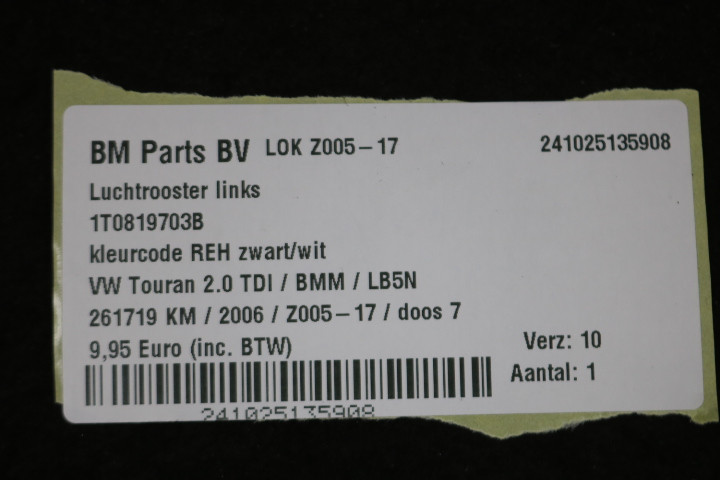 BM Parts BV LOK Z005-17 241025135908
Luchtrooster links
1T0819703B
kleurcode REH zwart/wit
VW Touran 2.0 TDI / BMM / LB5N
261719 KM / 2006 / Z005-17 / doos 7
9,95 Euro (inc. BTW) Verz: 10
Aantal: 1
241025135908